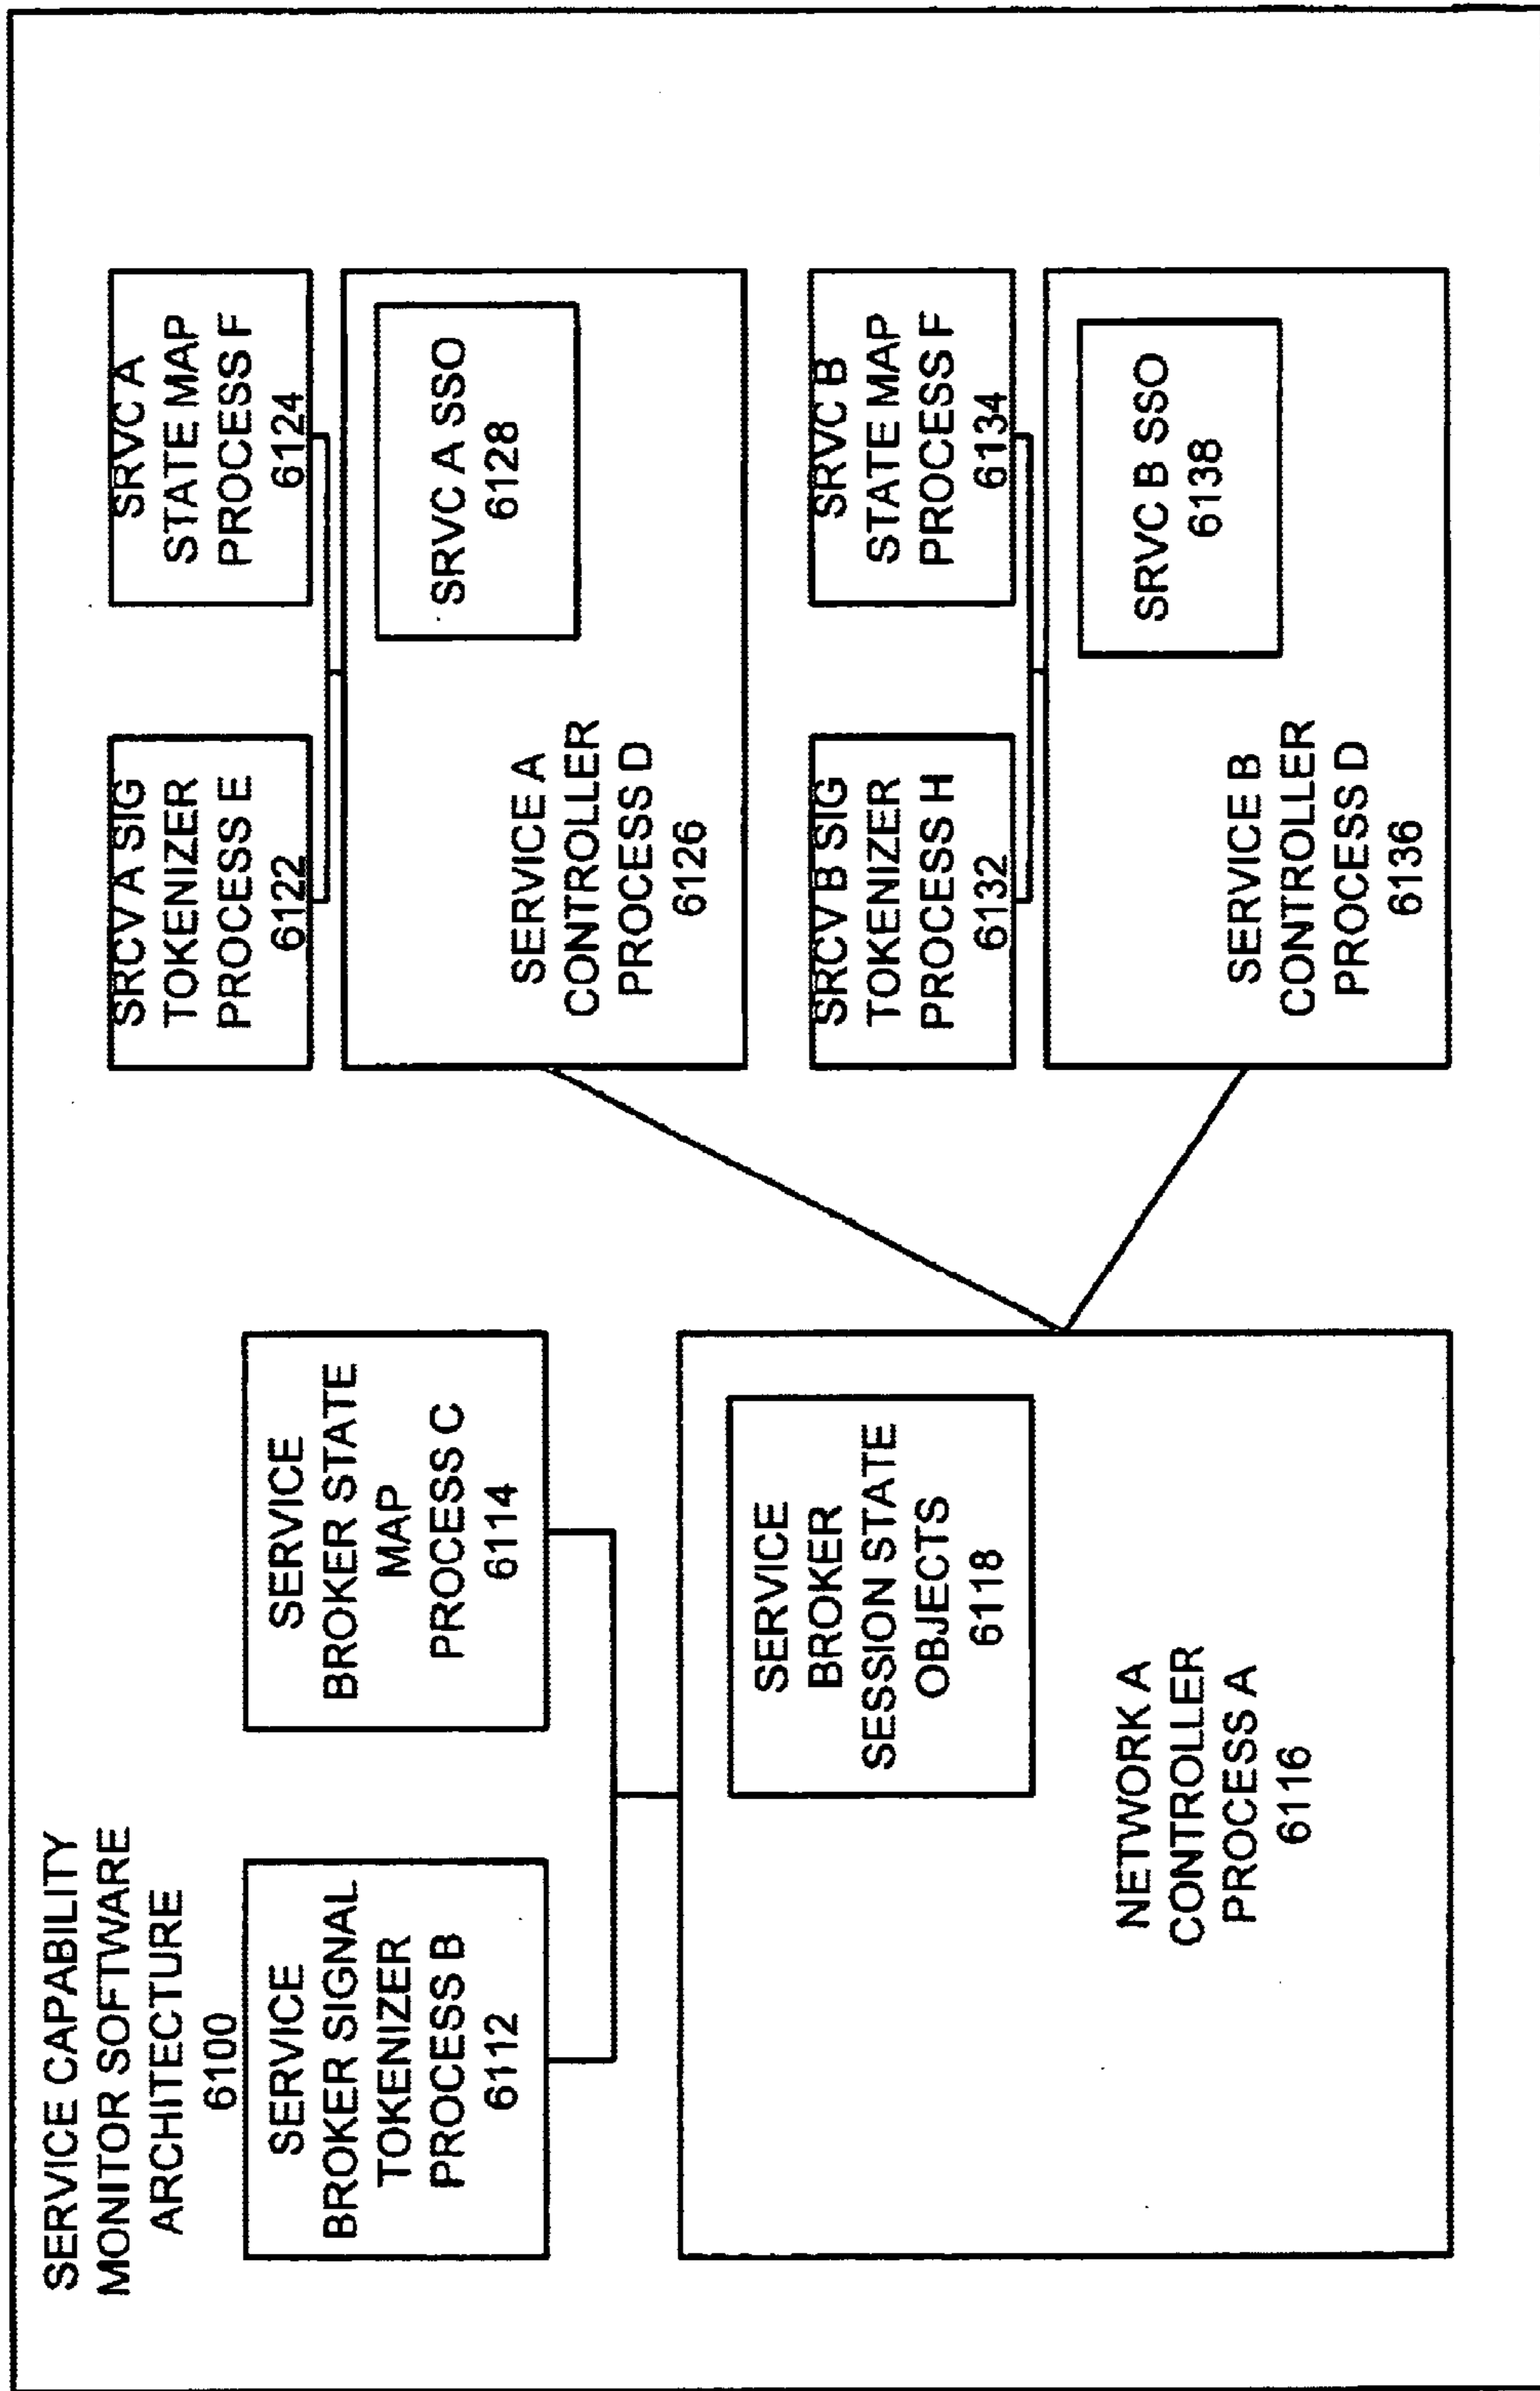 SERVICE CAPABILITY
MONITOR SOFTWARE
ARCHITECTURE
6100
SERVICE
BROKER SIGNAL
TOKENIZER
PROCESS B
6112
SERVICE
BROKER STATE
MAP
PROCESS C
6114
SERVICE
BROKER
SESSION STATE
OBJECTS
6118
NETWORK A
CONTROLLER
PROCESS A
6116
SRCV A SIG
TOKENIZER
PROCESS E
6122
SRVC A
STATE MAP
PROCESS F
6124
SRVC A SSO
6128
SERVICE A
CONTROLLER
PROCESS D
6126
SRCV B SIG
TOKENIZER
PROCESS H
6132
SRVC B
STATE MAP
PROCESS F
6134
SRVC B SSO
6138
SERVICE B
CONTROLLER
PROCESS D
6136